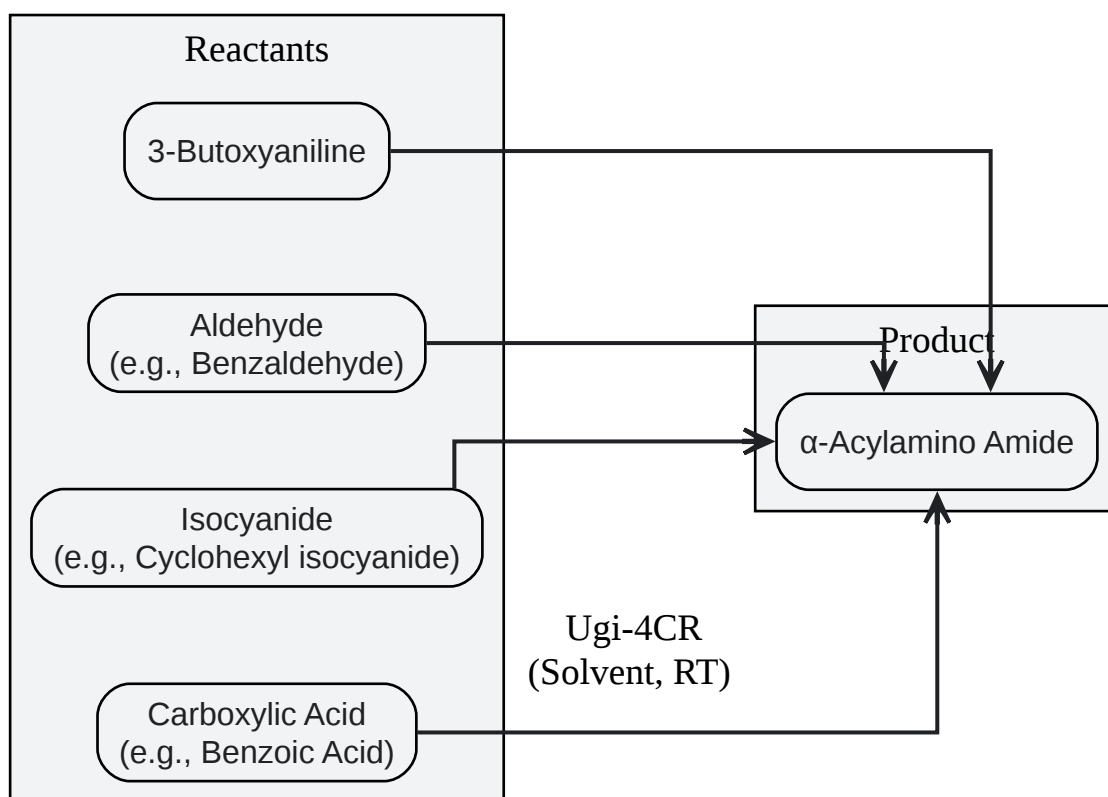 Reactants
3-Butoxyaniline
Aldehyde
(e.g., Benzaldehyde)
Product
α-Acylamino Amide
Isocyanide
(e.g., Cyclohexyl isocyanide)
Ugi-4CR
(Solvent, RT)
Carboxylic Acid
(e.g., Benzoic Acid)